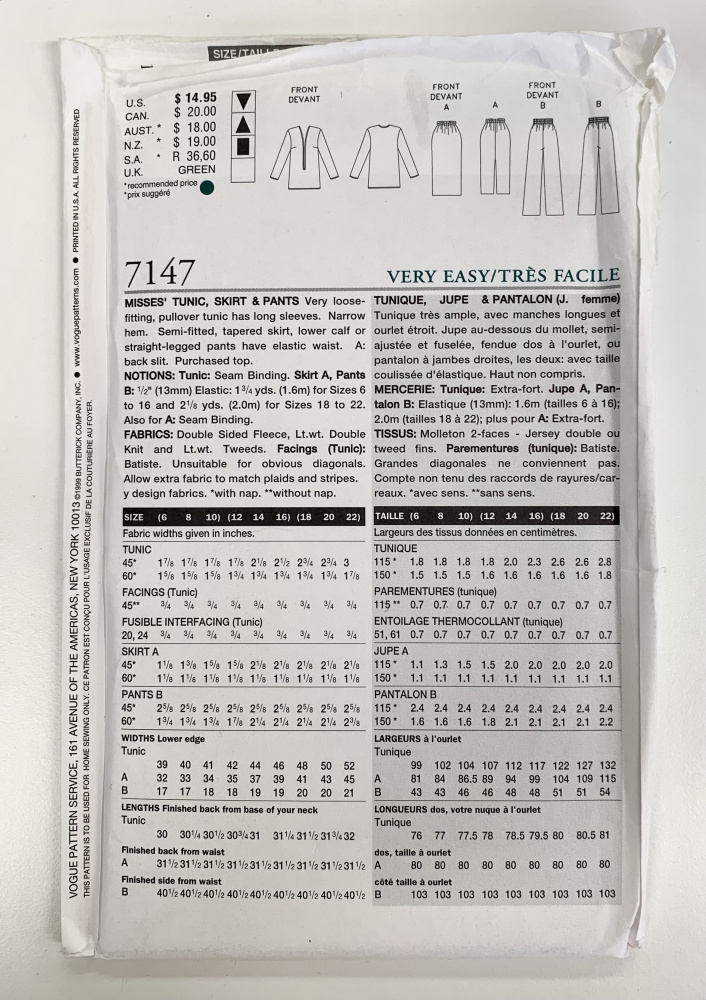 SIZE/TAILLE
U.S. $ 14.95
CAN. $ 20.00
AUST.* $ 18.00
N.Z. * $ 19.00
S.A. * R 36,60
U.K. GREEN
*recommended price
*prix suggéré
FRONT
DEVANT
FRONT
DEVANT
A
A
FRONT
DEVANT
B
B
7147
VERY EASY/TRÈS FACILE
MISSES' TUNIC, SKIRT & PANTS Very loose-
fitting, pullover tunic has long sleeves. Narrow
hem. Semi-fitted, tapered skirt, lower calf or
straight-legged pants have elastic waist. A:
back slit. Purchased top.
NOTIONS: Tunic: Seam Binding. Skirt A, Pants
B: 1/2" (13mm) Elastic: 1 3/4 yds. (1.6m) for Sizes 6
to 16 and 2 1/8 yds. (2.0m) for Sizes 18 to 22.
Also for A: Seam Binding.
FABRICS: Double Sided Fleece, Lt.wt. Double
Knit and Lt.wt. Tweeds. Facings (Tunic):
Batiste. Unsuitable for obvious diagonals.
Allow extra fabric to match plaids and stripes.
y design fabrics. *with nap. **without nap.
TUNIQUE, JUPE & PANTALON (J. femme)
Tunique très ample, avec manches longues et
ourlet étroit. Jupe au-dessous du mollet, semi-
ajustée et fuselée, fendue dos à l'ourlet, ou
pantalon à jambes droites, les deux: avec taille
coulissée d'élastique. Haut non compris.
MERCERIE: Tunique: Extra-fort. Jupe A, Pan-
talon B: Elastique (13mm): 1.6m (tailles 6 à 16);
2.0m (tailles 18 à 22); plus pour A: Extra-fort.
TISSUS: Molleton 2-faces - Jersey double ou
tweed fins. Parementures (tunique): Batiste.
Grandes diagonales ne conviennent pas.
Compte non tenu des raccords de rayures/car-
reaux. *avec sens. **sans sens.
SIZE (6 8 10) (12 14 16) (18 20 22)
Fabric widths given in inches.
TUNIC
45* 1 7/8 1 7/8 1 7/8 1 7/8 2 1/8 2 1/2 2 3/4 2 3/4 3
60* 1 5/8 1 5/8 1 5/8 1 3/4 1 3/4 1 3/4 1 3/4 1 3/4 1 7/8
FACINGS (Tunic)
45** 3/4 3/4 3/4 3/4 3/4 3/4 3/4 3/4 3/4
FUSIBLE INTERFACING (Tunic)
20, 24 3/4 3/4 3/4 3/4 3/4 3/4 3/4 3/4 3/4
SKIRT A
45* 1 1/8 1 3/8 1 5/8 1 5/8 2 1/8 2 1/8 2 1/8 2 1/8 2 1/8
60* 1 1/8 1 1/8 1 1/8 1 1/8 1 1/8 1 1/8 1 1/8 1 1/8 1 1/8
PANTS B
45* 2 5/8 2 5/8 2 5/8 2 5/8 2 5/8 2 5/8 2 5/8 2 5/8 2 5/8
60* 1 3/4 1 3/4 1 3/4 1 7/8 2 1/4 2 1/4 2 1/4 2 1/4 2 3/8
WIDTHS Lower edge
Tunic
39 40 41 42 44 46 48 50 52
A 32 33 34 35 37 39 41 43 45
B 17 17 18 18 19 19 20 20 21
LENGTHS Finished back from base of your neck
Tunic
30 30 1/4 30 1/2 30 3/4 31 31 1/4 31 1/2 31 3/4 32
Finished back from waist
A 31 1/2 31 1/2 31 1/2 31 1/2 31 1/2 31 1/2 31 1/2 31 1/2 31 1/2
Finished side from waist
B 40 1/2 40 1/2 40 1/2 40 1/2 40 1/2 40 1/2 40 1/2 40 1/2 40 1/2
TAILLE (6 8 10) (12 14 16) (18 20 22)
Largeurs des tissus données en centimètres.
TUNIQUE
115 * 1.8 1.8 1.8 1.8 2.0 2.3 2.6 2.6 2.8
150 * 1.5 1.5 1.5 1.6 1.6 1.6 1.6 1.6 1.8
PAREMENTURES (tunique)
115 ** 0.7 0.7 0.7 0.7 0.7 0.7 0.7 0.7 0.7
ENTOILAGE THERMOCOLLANT (tunique)
51, 61 0.7 0.7 0.7 0.7 0.7 0.7 0.7 0.7 0.7
JUPE A
115 * 1.1 1.3 1.5 1.5 2.0 2.0 2.0 2.0 2.0
150 * 1.1 1.1 1.1 1.1 1.1 1.1 1.1 1.1 1.1
PANTALON B
115 * 2.4 2.4 2.4 2.4 2.4 2.4 2.4 2.4 2.4
150 * 1.6 1.6 1.6 1.8 2.1 2.1 2.1 2.1 2.2
LARGEURS à l'ourlet
Tunique
99 102 104 107 112 117 122 127 132
A 81 84 86.5 89 94 99 104 109 115
B 43 43 46 46 48 48 51 51 54
LONGUEURS dos, votre nuque à l'ourlet
Tunique
76 77 77.5 78 78.5 79.5 80 80.5 81
dos, taille à ourlet
A 80 80 80 80 80 80 80 80 80
côté taille à ourlet
B 103 103 103 103 103 103 103 103 103
VOGUE PATTERN SERVICE, 161 AVENUE OF THE AMERICAS, NEW YORK 10013 ©1999 BUTTERICK COMPANY, INC. ● www.voguepatterns.com ● PRINTED IN U.S.A. ALL RIGHTS RESERVED
THIS PATTERN IS TO BE USED FOR HOME SEWING ONLY. CE PATRON EST CONÇU POUR L'USAGE EXCLUSIF DE LA COUTURIÈRE AU FOYER.